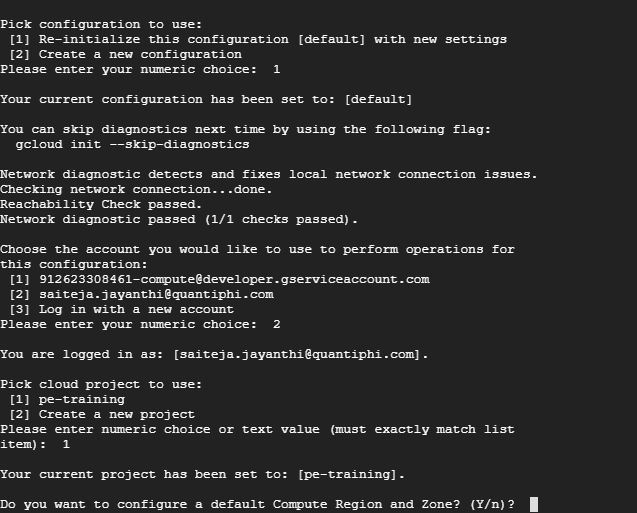 Pick configuration to use:
[1] Re-initialize this configuration [default] with new settings
[2] Create a new configuration
Please enter your numeric choice:  1
Your current configuration has been set to: [default]
You can skip diagnostics next time by using the following flag:
gcloud init --skip-diagnostics
Network diagnostic detects and fixes local network connection issues.
Checking network connection...done.
Reachability Check passed.
Network diagnostic passed (1/1 checks passed).
Choose the account you would like to use to perform operations for
this configuration:
[1] 912623308461-compute@developer.gserviceaccount.com
[2] saiteja.jayanthi@quantiphi.com
[3] Log in with a new account
Please enter your numeric choice:  2
You are logged in as: [saiteja.jayanthi@quantiphi.com].
Pick cloud project to use:
[1] pe-training
[2] Create a new project
Please enter numeric choice or text value (must exactly match list
item):  1
Your current project has been set to: [pe-training].
Do you want to configure a default Compute Region and Zone? (Y/n)?